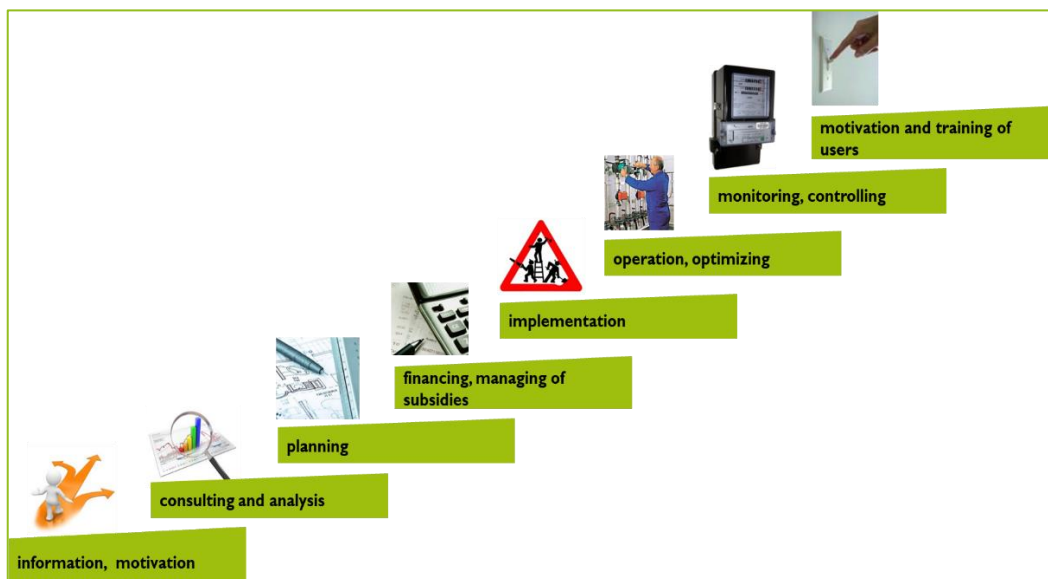 motivation and training of
users
monitoring, controlling
operation, optimizing
implementation
financing, managing of
subsidies
planning
consulting and analysis
information,  motivation